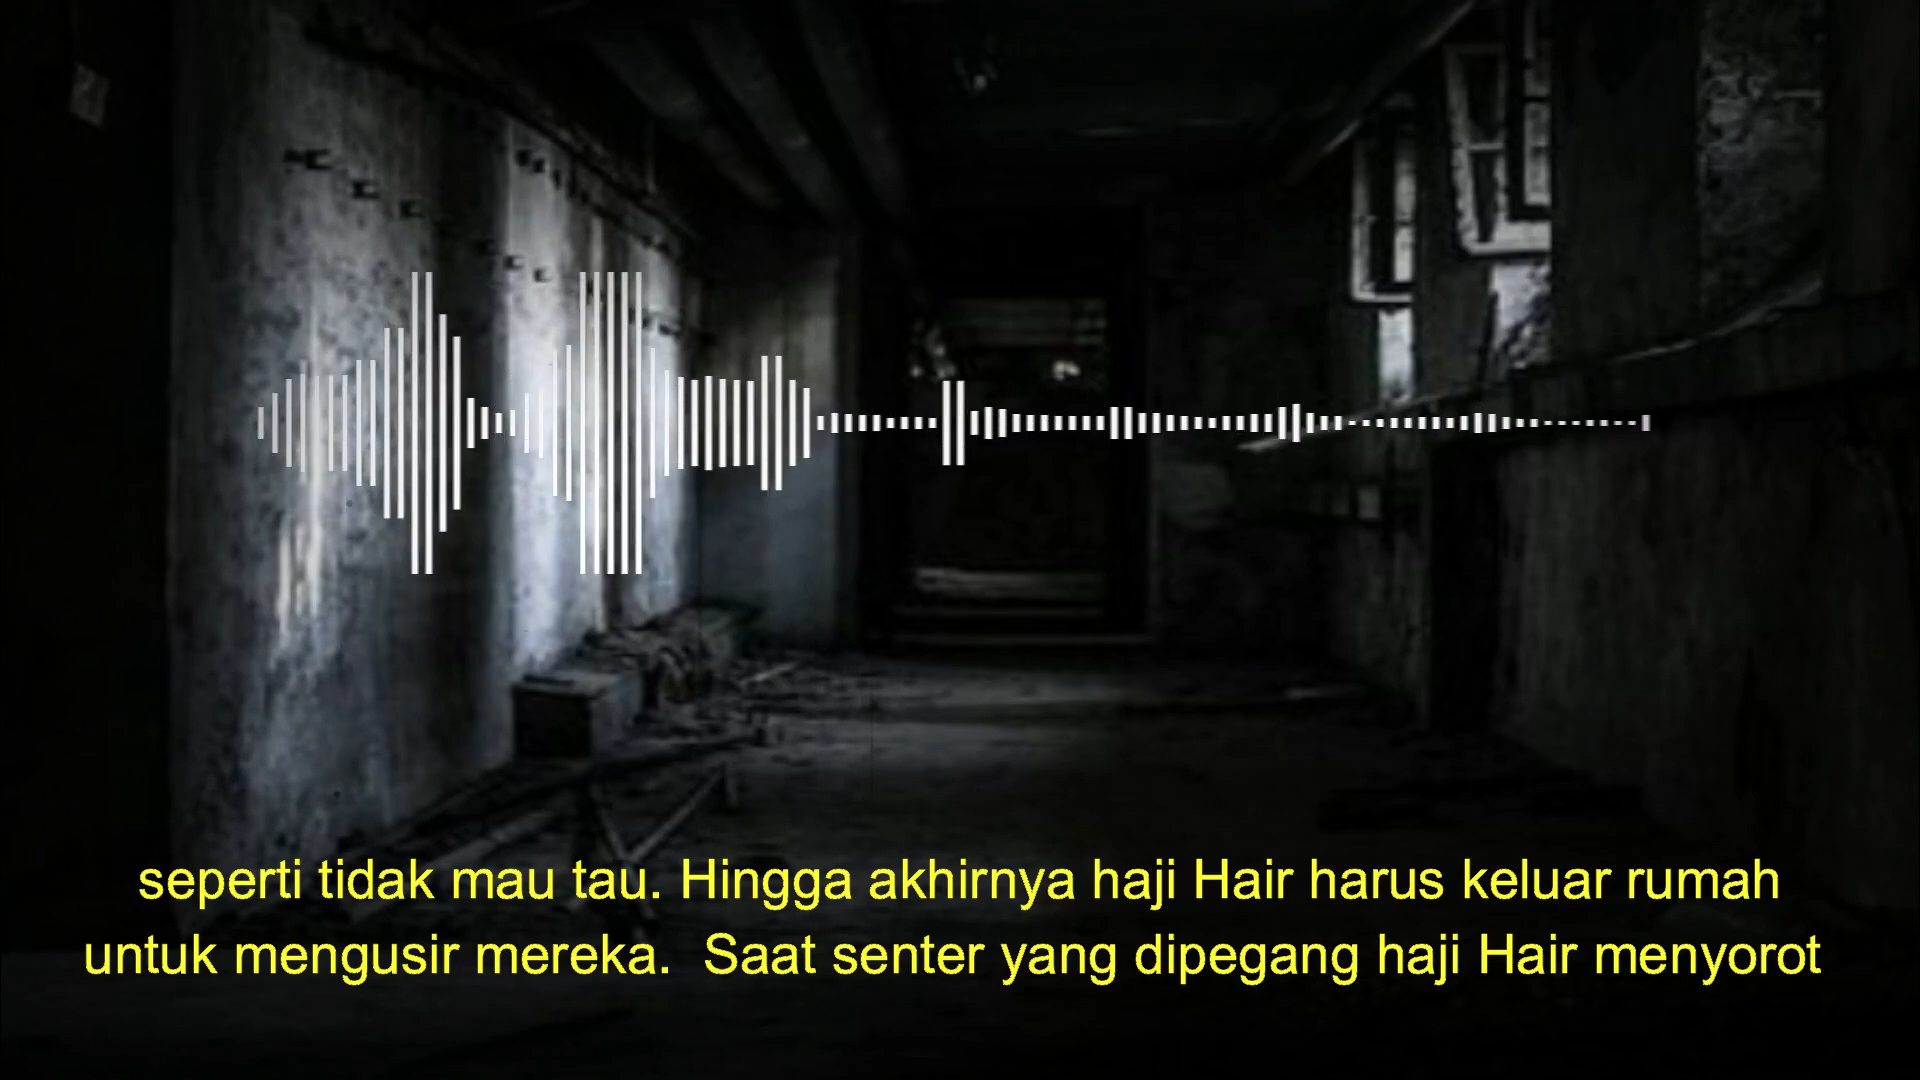 seperti tidak mau tau. Hingga akhirnya haji Hair harus keluar rumah
untuk mengusir mereka.  Saat senter yang dipegang haji Hair menyorot